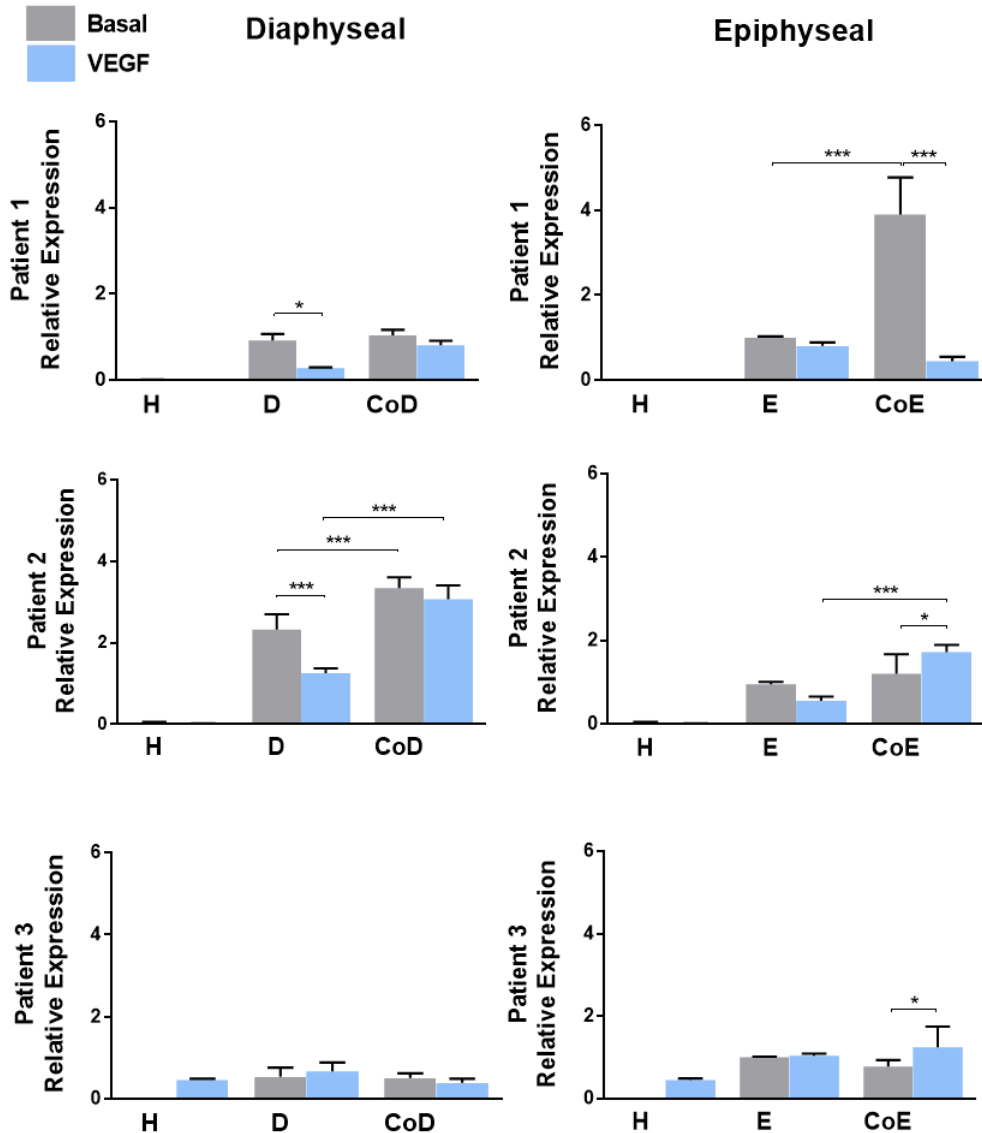 Basal
VEGF
Diaphyseal
Epiphyseal
Patient 1
Relative Expression
6
4
2
0
*
H
D
CoD
Patient 1
Relative Expression
6
4
2
0
***
***
H
E
CoE
Patient 2
Relative Expression
6
4
2
0
***
***
***
H
D
CoD
Patient 2
Relative Expression
6
4
2
0
***
*
H
E
CoE
Patient 3
Relative Expression
6
4
2
0
H
D
CoD
Patient 3
Relative Expression
6
4
2
0
*
H
E
CoE